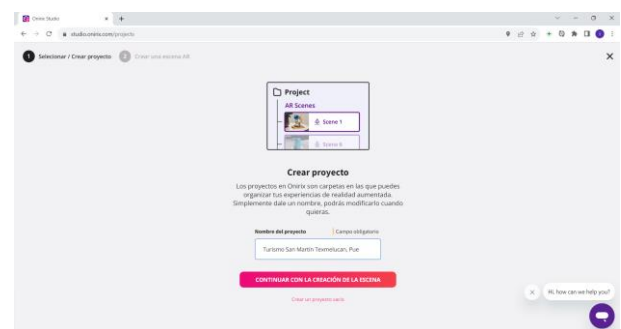 Onirix Studio
studio.onirix.com/projects
1 Seleccionar / Crear proyecto 2 Crear una escena AR
Project
AR Scenes
Scene 1
Crear proyecto
Los proyectos en Onirix son carpetas en las que puedes
organizar tus experiencias de realidad aumentada.
Simplemente dale un nombre, podrás modificarlo cuando
quieras.
Nombre del proyecto Campo obligatorio
Turismo San Martín Texmelucan, Pue
CONTINUAR CON LA CREACIÓN DE LA ESCENA
Crear un proyecto vacío
Hi, how can we help you?